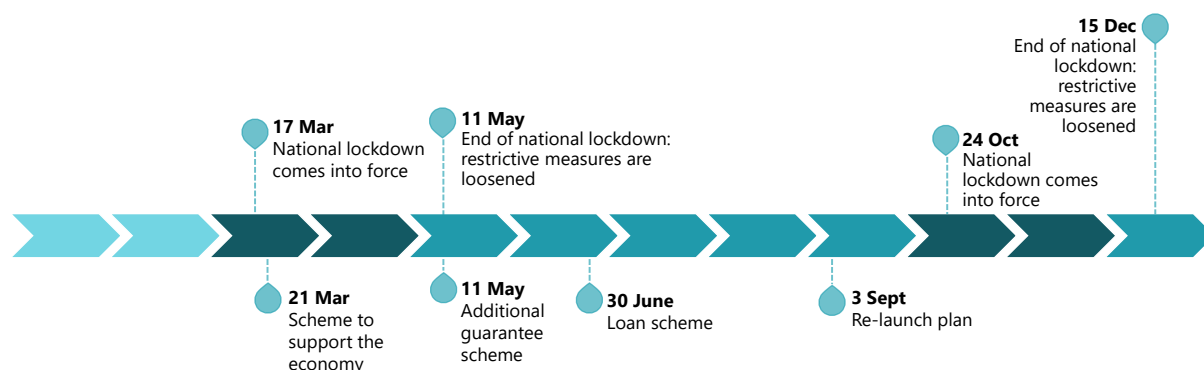 15 Dec
End of national
lockdown:
restrictive
measures are
loosened
17 Mar
National lockdown
comes into force
11 May
End of national lockdown:
restrictive measures are
loosened
24 Oct
National
lockdown comes
into force
21 Mar
Scheme to
support the
economy
11 May
Additional
guarantee
scheme
30 June
Loan scheme
3 Sept
Re-launch plan